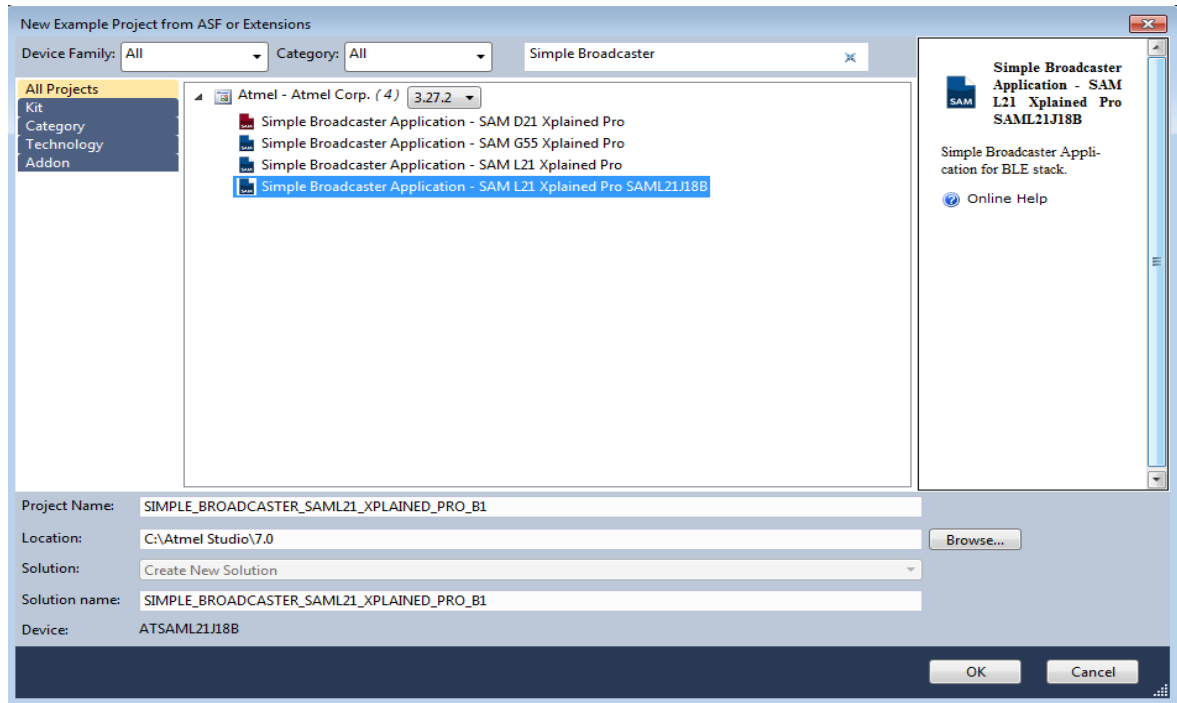 New Example Project from ASF or Extensions
Device Family: All Category: All Simple Broadcaster
All Projects
Kit
Category
Technology
Addon
Atmel - Atmel Corp. (4) 3.27.2
Simple Broadcaster Application - SAM D21 Xplained Pro
Simple Broadcaster Application - SAM G55 Xplained Pro
Simple Broadcaster Application - SAM L21 Xplained Pro
Simple Broadcaster Application - SAM L21 Xplained Pro SAML21J18B
SAM
Simple Broadcaster
Application - SAM
L21 Xplained Pro
SAML21J18B
Simple Broadcaster Appli-
cation for BLE stack.
Online Help
Project Name: SIMPLE_BROADCASTER_SAML21_XPLAINED_PRO_B1
Location: C:\Atmel Studio\7.0 Browse...
Solution: Create New Solution
Solution name: SIMPLE_BROADCASTER_SAML21_XPLAINED_PRO_B1
Device: ATSAML21J18B
OK Cancel